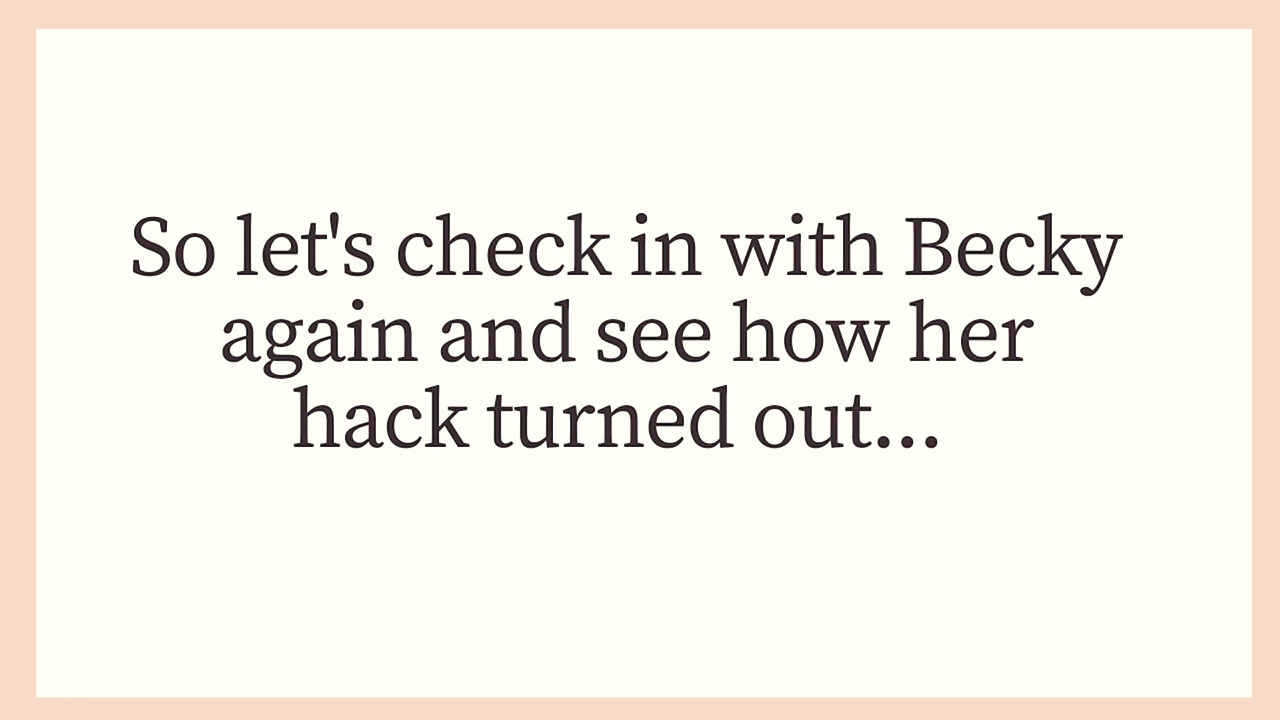 So let's check in with Becky
again and see how her
hack turned out...